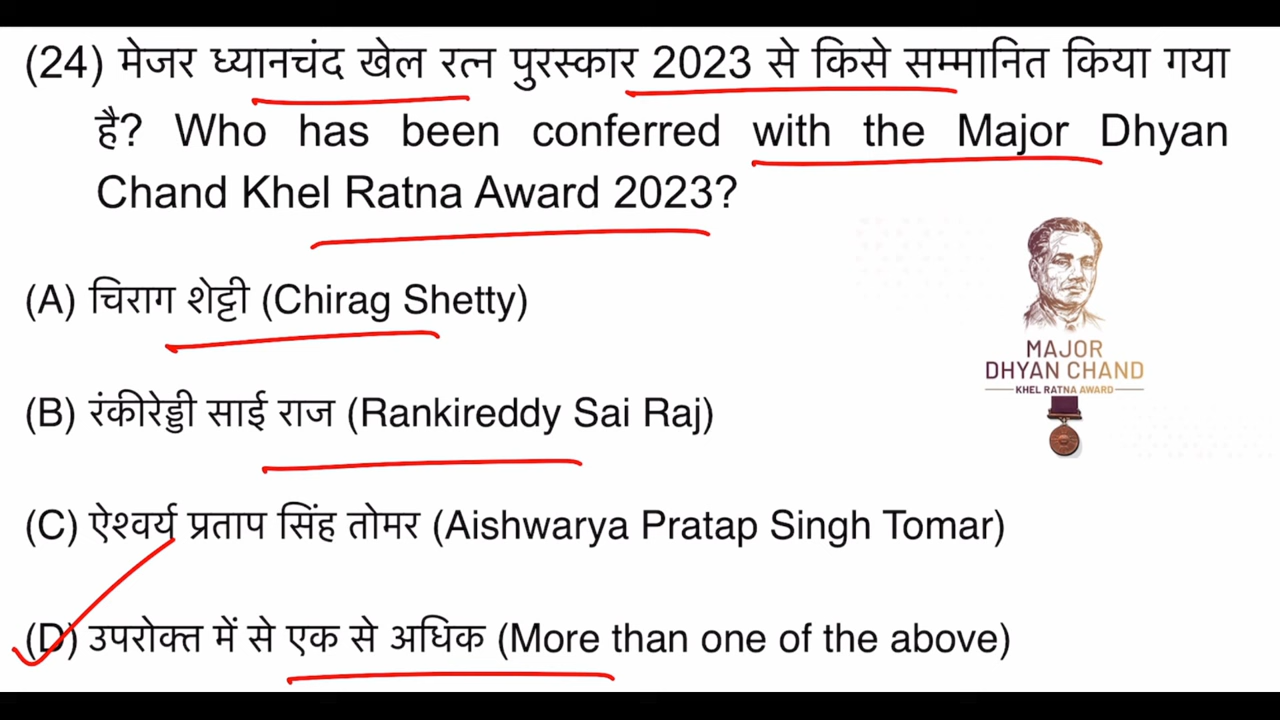 (24) मेजर ध्यानचंद खेल रत्न पुरस्कार 2023 से किसे सम्मानित किया गया
है? Who has been conferred with the Major Dhyan
Chand Khel Ratna Award 2023?
(A) चिराग शेट्टी (Chirag Shetty)
MAJOR
DHYAN CHAND
KHEL RATNA AWARD
(B) रंकीरेड्डी साई राज (Rankireddy Sai Raj)
(C) ऐश्वर्य प्रताप सिंह तोमर (Aishwarya Pratap Singh Tomar)
(D) उपरोक्त में से एक से अधिक (More than one of the above)